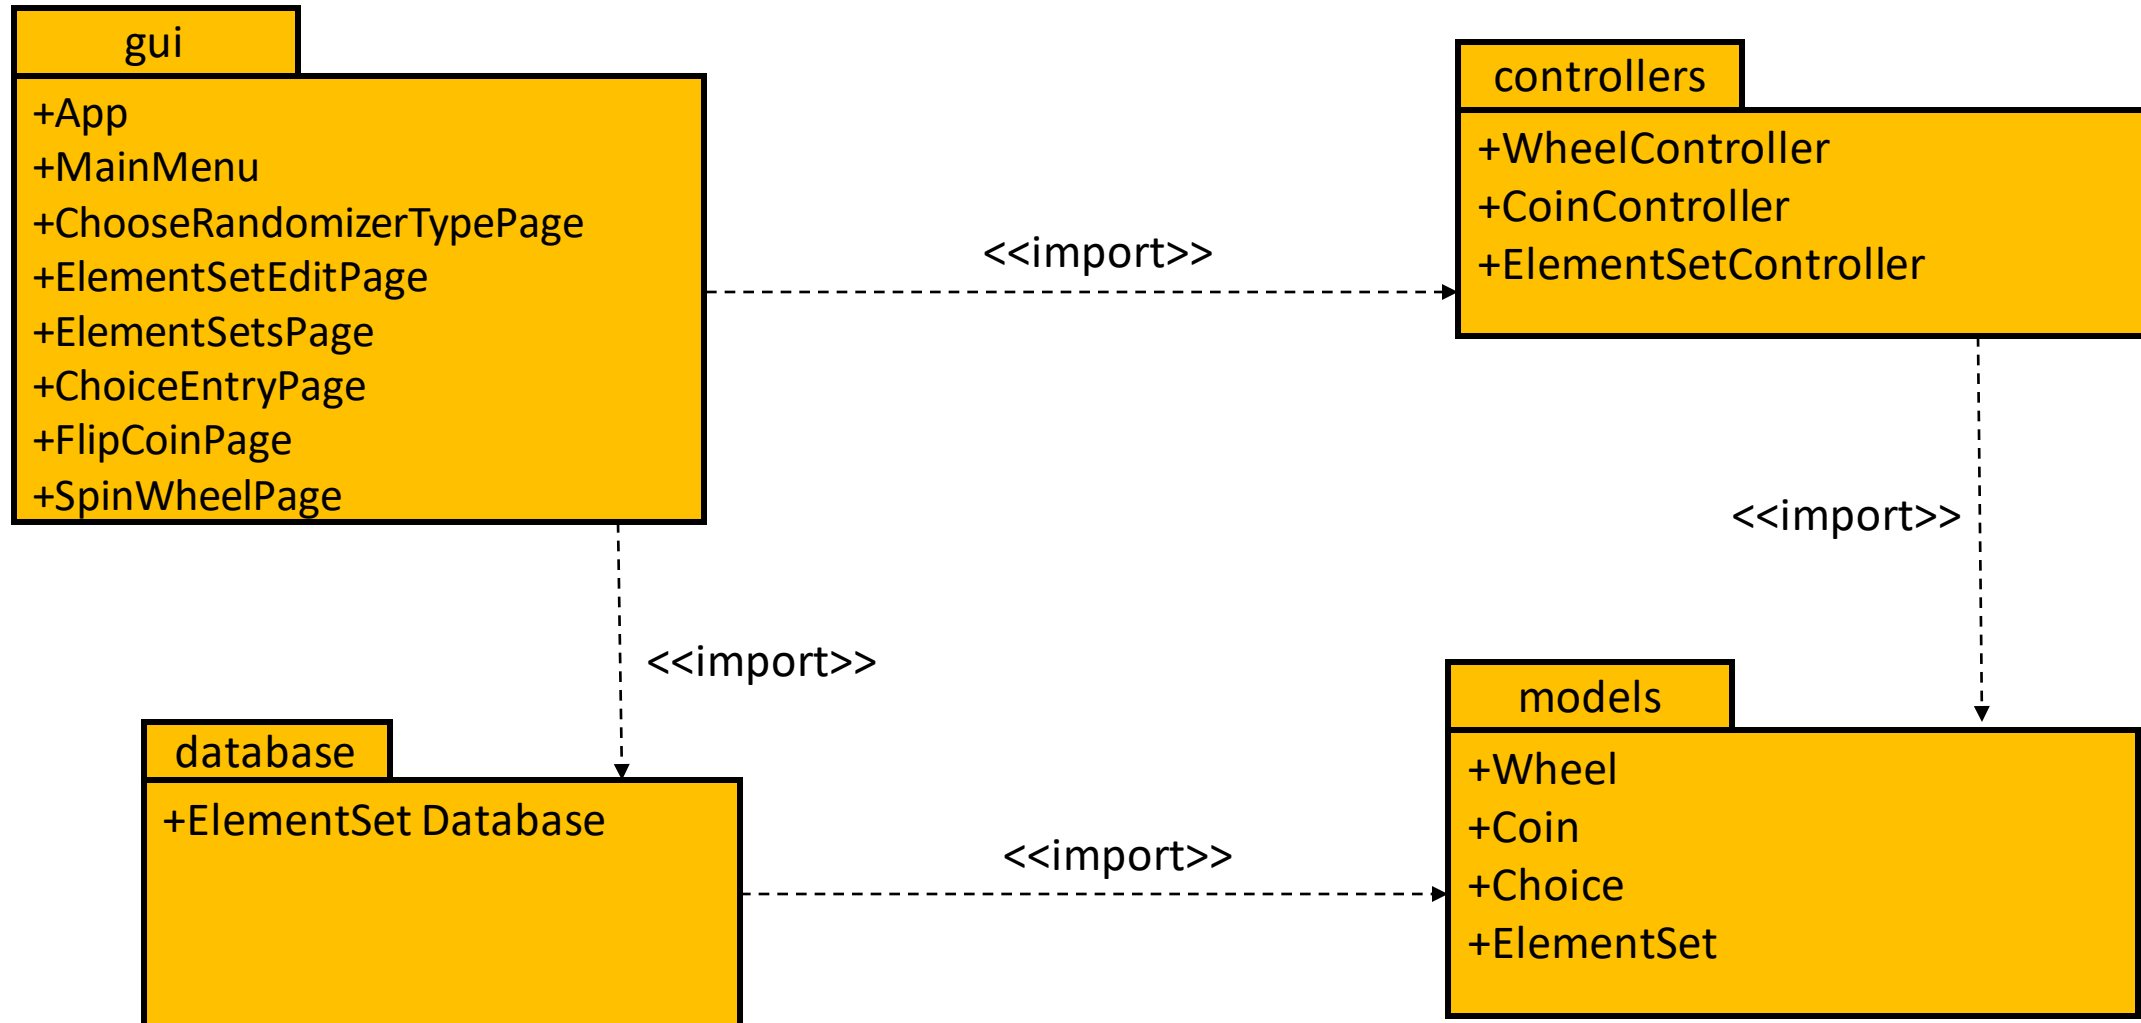 gui
+App
+MainMenu
+ChooseRandomizerTypePage
+ElementSetEditPage
+ElementSetsPage
+ChoiceEntryPage
+FlipCoinPage
+SpinWheelPage
<<import>>
controllers
+WheelController
+CoinController
+ElementSetController
<<import>>
<<import>>
database
+ElementSet Database
<<import>>
models
+Wheel
+Coin
+Choice
+ElementSet